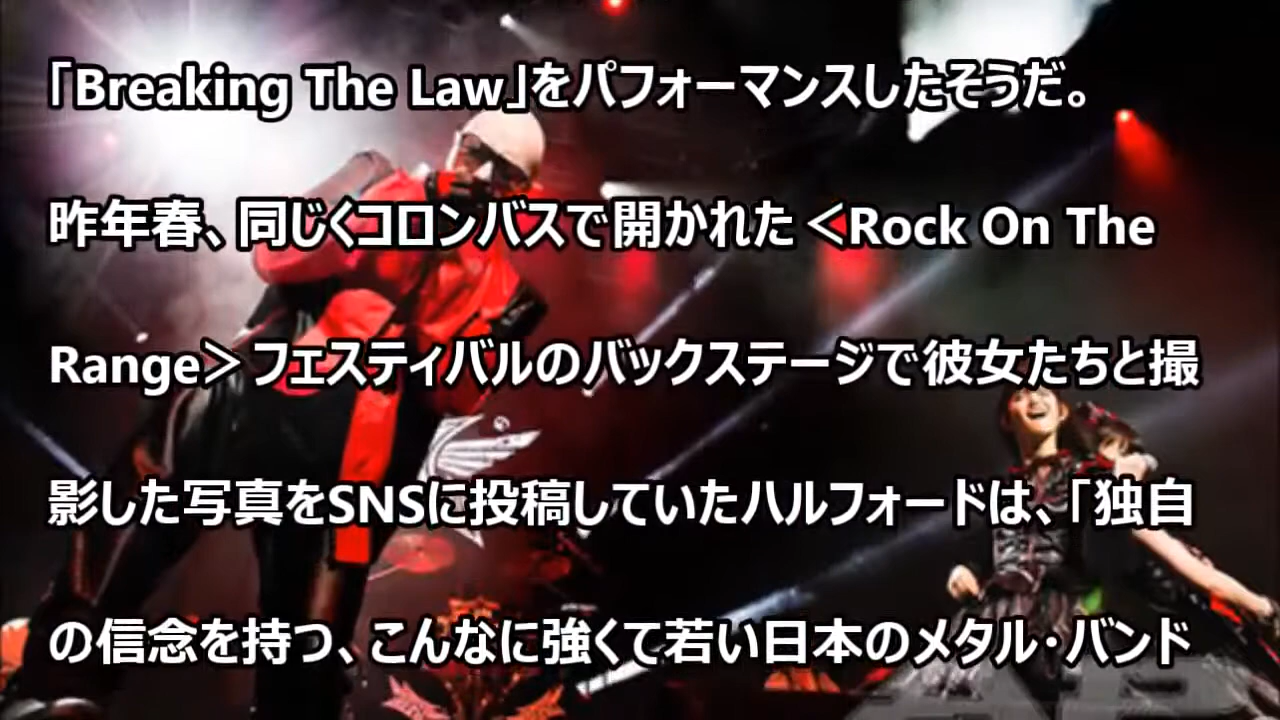 「Breaking The Law」をパフォーマンスしたそうだ。
昨年春、同じくコロンバスで開かれた＜Rock On The
Range＞フェスティバルのバックステージで彼女たちと撮
影した写真をSNSに投稿していたハルフォードは、「独自
の信念を持つ、こんなに強くて若い日本のメタル・バンド